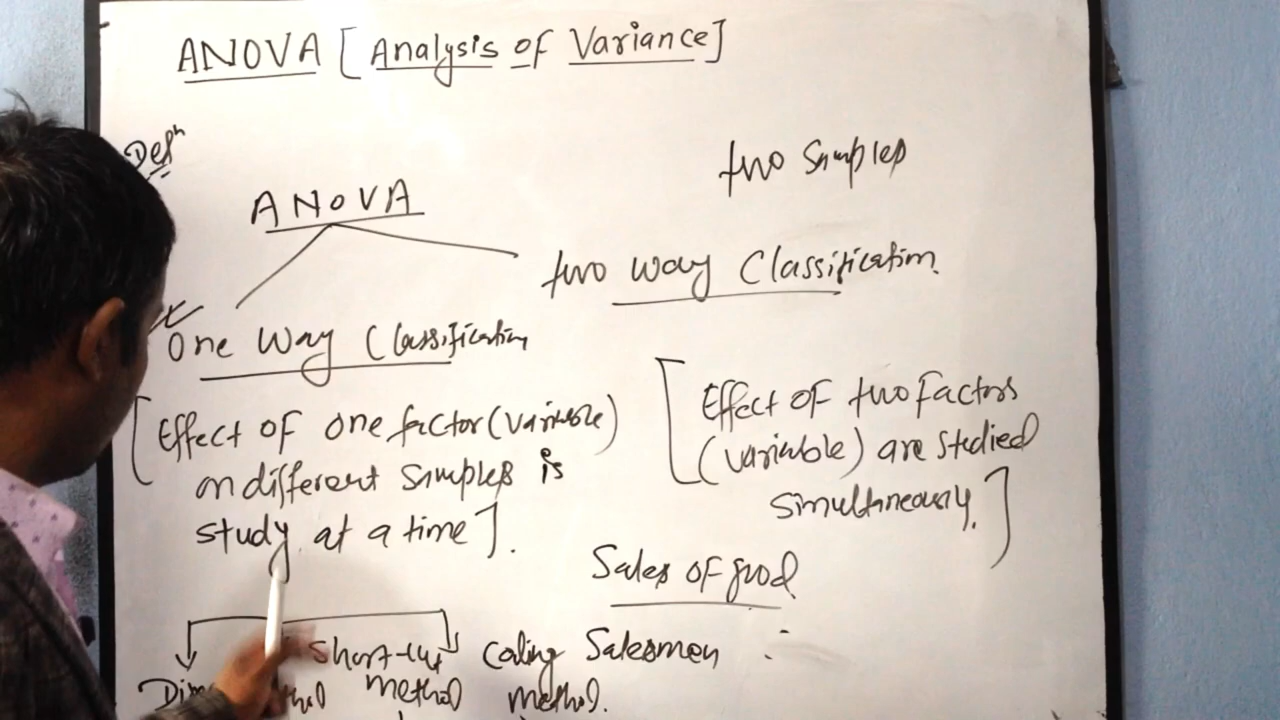 ANOVA [Analysis of Variance]
Defn
two samples
ANOVA
two way Classification
One Way Classification
[Effect of one factor (variable)
on different samples is
study at a time].
[Effect of two factors
(variable) are studied
simultaneously.]
Sales of good
Short-cut
method
Coding
method.
Salesmen :